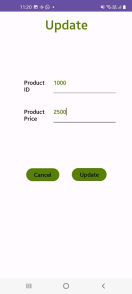 11:20
Update
Product ID
1000
Product Price
2500
Cancel
Update